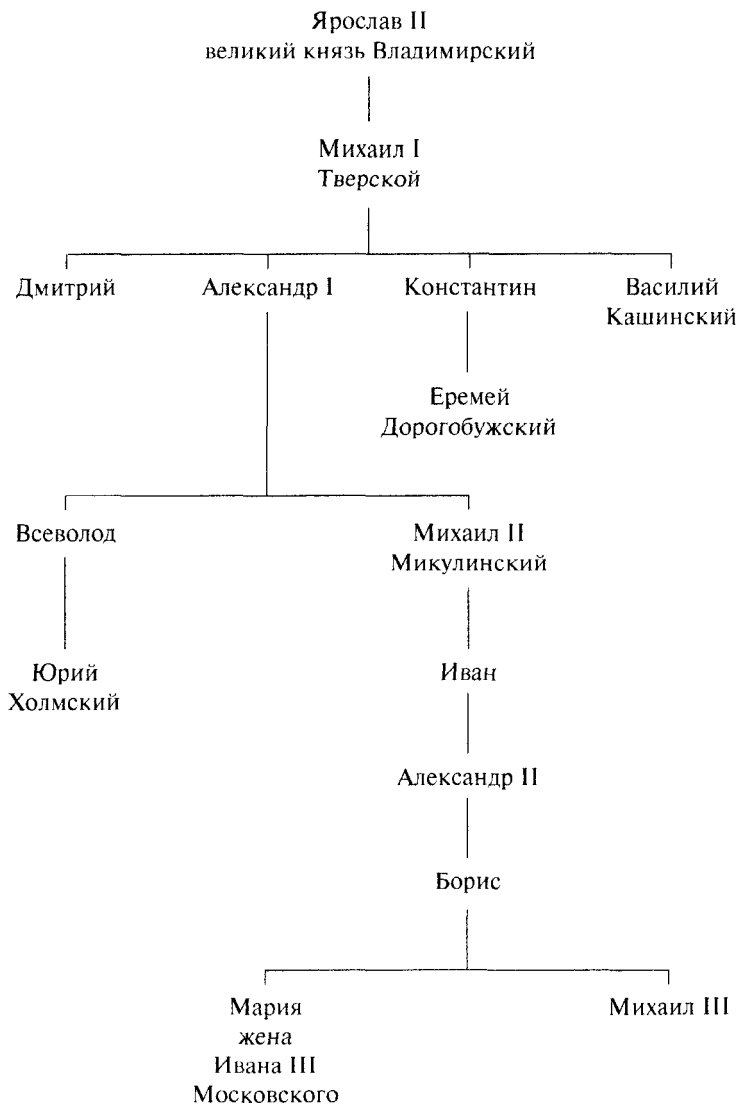 Ярослав II
великий князь Владимирский
Михаил I
Тверской
Дмитрий
Александр I
Константин
Василий
Кашинский
Еремей
Дорогобужский
Всеволод
Михаил II
Микулинский
Юрий
Холмский
Иван
Александр II
Борис
Мария
жена
Ивана III
Московского
Михаил III